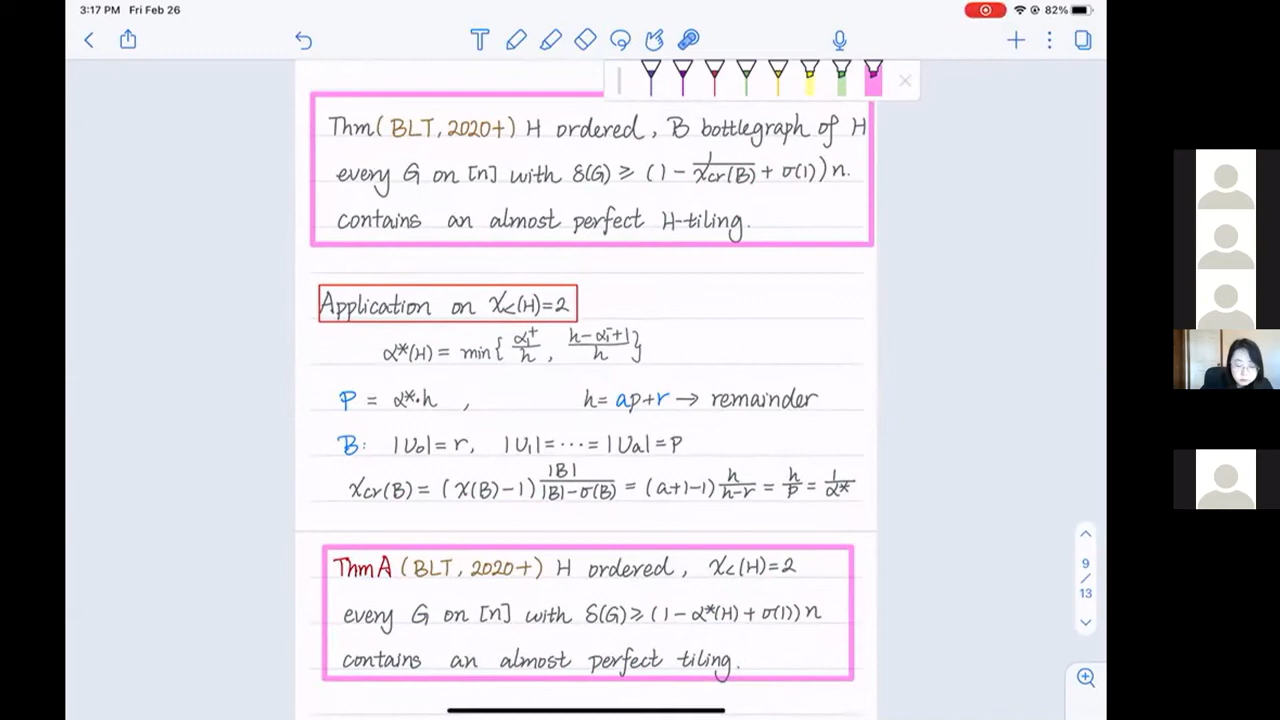 3:17 PM Fri Feb 26
82%
Thm (BLT, 2020+) H ordered, B bottlegraph of H
every G on [n] with δ(G) ≥ (1 - 1/χcr(B) + o(1)) n.
contains an almost perfect H-tiling.
Application on χ<(H)=2
α*(H) = min{ α₁⁺/h , (h-α₁⁻+1)/h }
P = α*·h , h = ap+r → remainder
B: |U₀| = r, |U₁| = ··· = |Ua| = P
χcr(B) = (χ(B)-1) |B|/(|B|-σ(B)) = (a+1-1) h/(h-r) = h/p = 1/α*
Thm A (BLT, 2020+) H ordered, χ<(H)=2
every G on [n] with δ(G) ≥ (1 - α*(H) + o(1)) n
contains an almost perfect tiling.
9
/
13